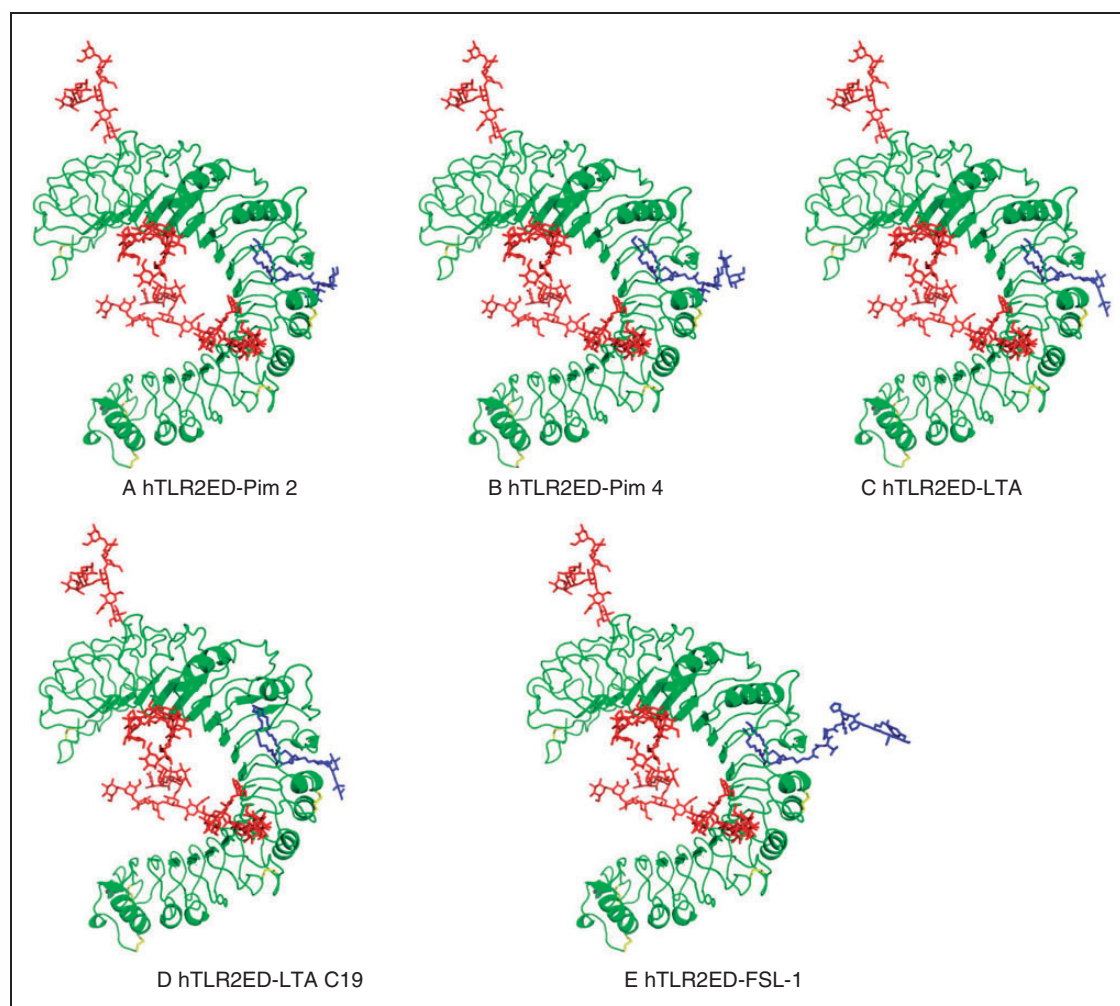 A hTLR2ED-Pim 2
B hTLR2ED-Pim 4
C hTLR2ED-LTA
D hTLR2ED-LTA C19
E hTLR2ED-FSL-1